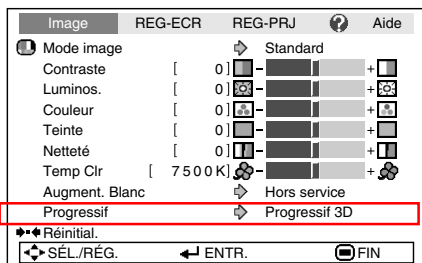 Image REG-ECR REG-PRJ ? Aide
Mode image Standard
Contraste [ 0] - +
Luminos. [ 0] - +
Couleur [ 0] - +
Teinte [ 0] - +
Netteté [ 0] - +
Temp Clr [ 7500K] - +
Augment. Blanc Hors service
Progressif Progressif 3D
Réinitial.
SÉL./RÉG. ENTR. FIN